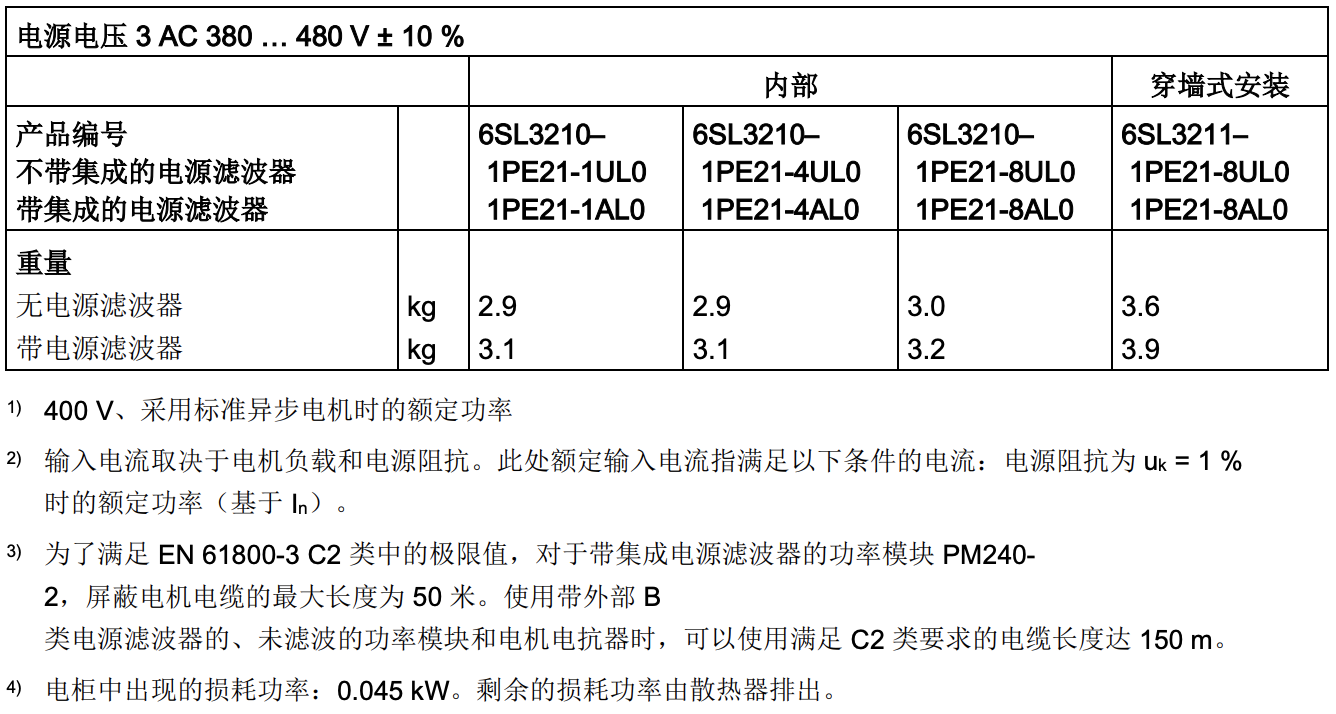 电源电压 3 AC 380 … 480 V ± 10 %
内部 穿墙式安装
产品编号 6SL3210– 6SL3210– 6SL3210– 6SL3211–
不带集成的电源滤波器 1PE21-1UL0 1PE21-4UL0 1PE21-8UL0 1PE21-8UL0
带集成的电源滤波器 1PE21-1AL0 1PE21-4AL0 1PE21-8AL0 1PE21-8AL0
重量
无电源滤波器 kg 2.9 2.9 3.0 3.6
带电源滤波器 kg 3.1 3.1 3.2 3.9
1) 400 V、采用标准异步电机时的额定功率
2) 输入电流取决于电机负载和电源阻抗。此处额定输入电流指满足以下条件的电流：电源阻抗为 uk = 1 %
时的额定功率（基于 In）。
3) 为了满足 EN 61800-3 C2 类中的极限值，对于带集成电源滤波器的功率模块 PM240-
2，屏蔽电机电缆的最大长度为 50 米。使用带外部 B
类电源滤波器的、未滤波的功率模块和电机电抗器时，可以使用满足 C2 类要求的电缆长度达 150 m。
4) 电柜中出现的损耗功率：0.045 kW。剩余的损耗功率由散热器排出。